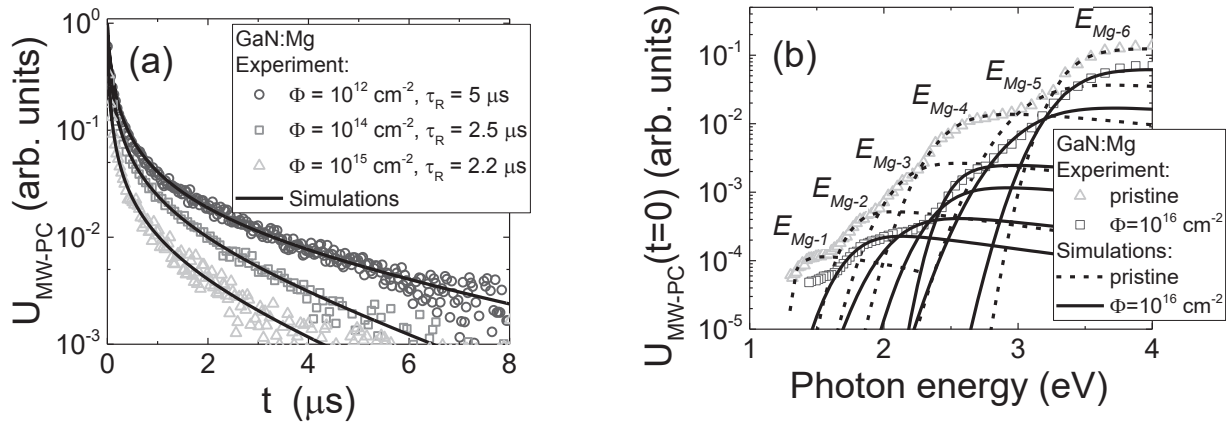 (a)
U_MW-PC (arb. units)
10^0
10^-1
10^-2
10^-3
GaN:Mg
Experiment:
Φ = 10^12 cm^-2, τ_R = 5 μs
Φ = 10^14 cm^-2, τ_R = 2.5 μs
Φ = 10^15 cm^-2, τ_R = 2.2 μs
Simulations
0 2 4 6 8
t (μs)
(b)
U_MW-PC(t=0) (arb. units)
10^-1
10^-2
10^-3
10^-4
10^-5
E_Mg-6
E_Mg-5
E_Mg-4
E_Mg-3
E_Mg-2
E_Mg-1
GaN:Mg
Experiment:
pristine
Φ=10^16 cm^-2
Simulations:
pristine
Φ=10^16 cm^-2
1 2 3 4
Photon energy (eV)